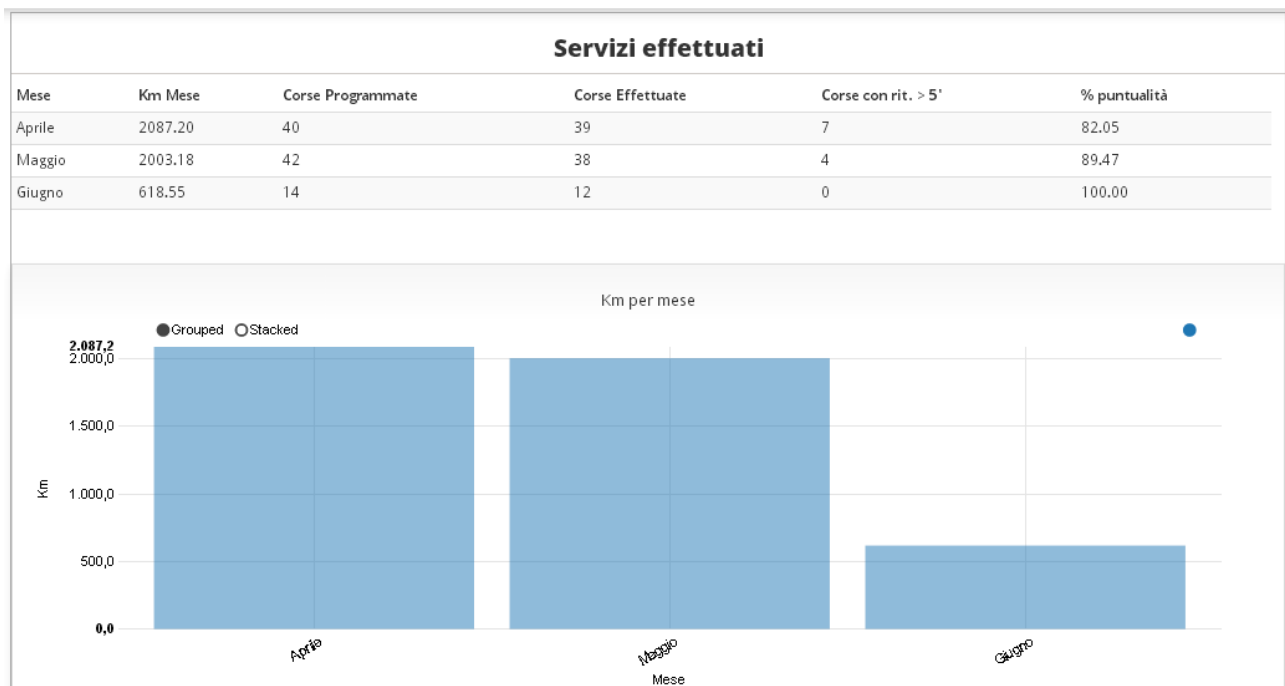 Servizi effettuati
Mese Km Mese Corse Programmate Corse Effettuate Corse con rit. > 5' % puntualità
Aprile 2087.20 40 39 7 82.05
Maggio 2003.18 42 38 4 89.47
Giugno 618.55 14 12 0 100.00
Km per mese
Grouped Stacked
2.087,2
2.000,0
1.500,0
1.000,0
Km
500,0
0,0
Aprile Maggio Giugno
Mese